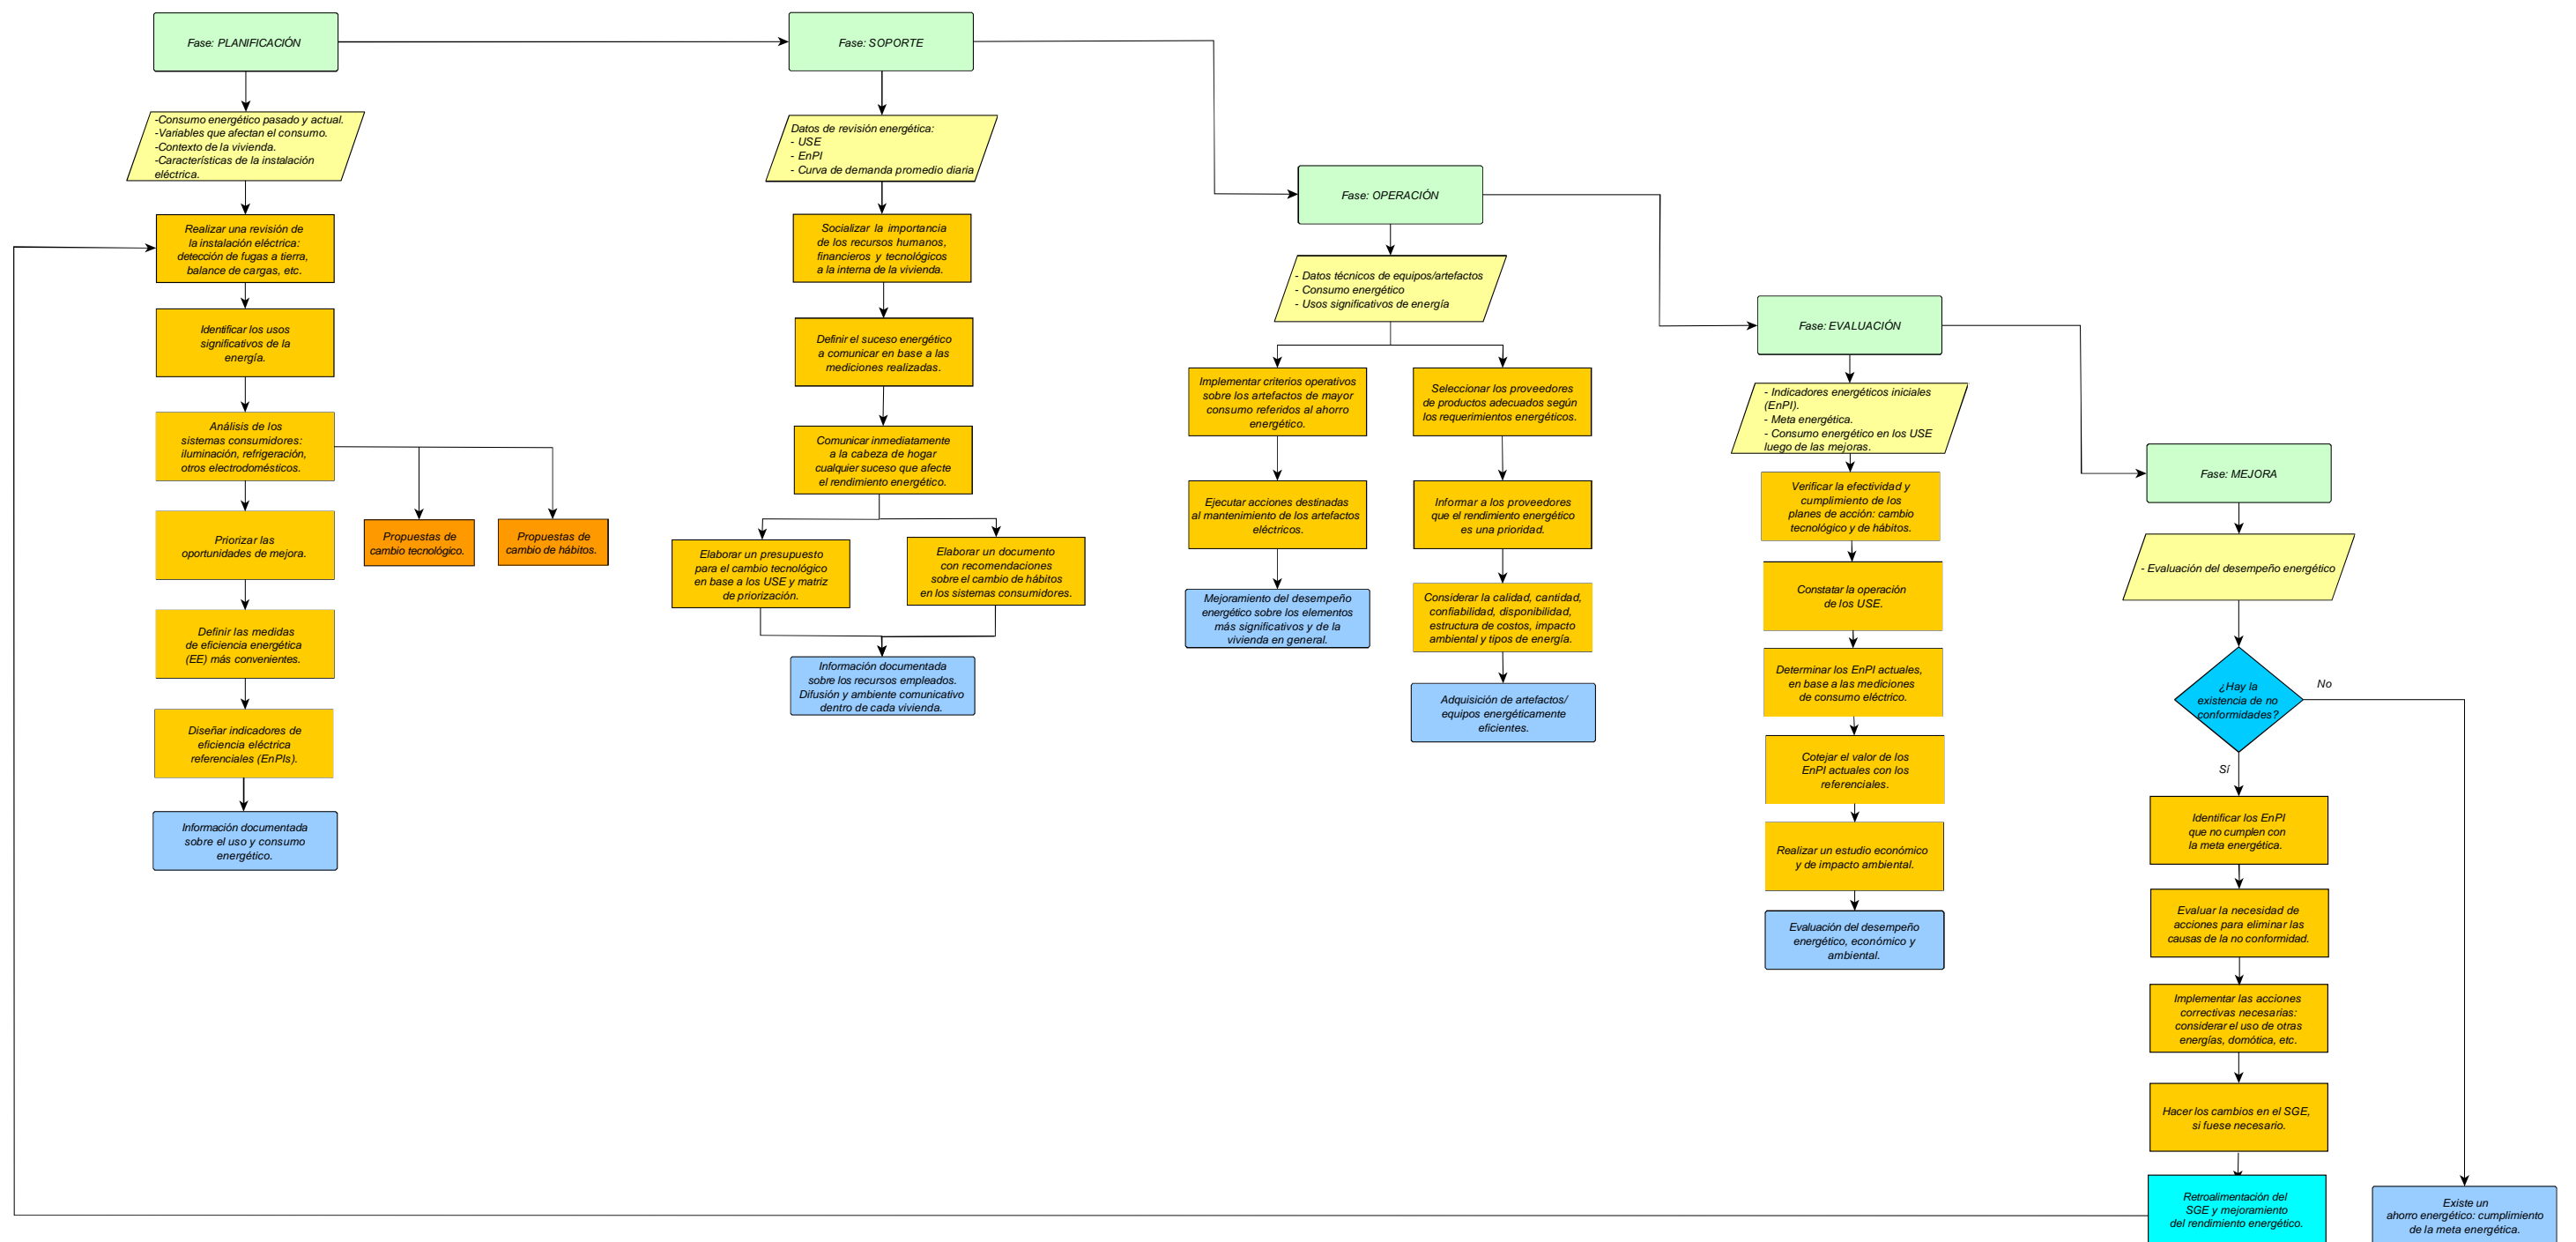 Fase: PLANIFICACIÓN
-Consumo energético pasado y actual.
-Variables que afectan el consumo.
-Contexto de la vivienda.
-Características de la instalación
eléctrica.
Realizar una revisión de
la instalación eléctrica:
detección de fugas a tierra,
balance de cargas, etc.
Identificar los usos
significativos de la
energía.
Análisis de los
sistemas consumidores:
iluminación, refrigeración,
otros electrodomésticos.
Propuestas de
cambio tecnológico.
Propuestas de
cambio de hábitos.
Priorizar las
oportunidades de mejora.
Definir las medidas
de eficiencia energética
(EE) más convenientes.
Diseñar indicadores de
eficiencia eléctrica
referenciales (EnPIs).
Información documentada
sobre el uso y consumo
energético.
Fase: SOPORTE
Datos de revisión energética:
- USE
- EnPI
- Curva de demanda promedio diaria
Socializar la importancia
de los recursos humanos,
financieros y tecnológicos
a la interna de la vivienda.
Definir el suceso energético
a comunicar en base a las
mediciones realizadas.
Comunicar inmediatamente
a la cabeza de hogar
cualquier suceso que afecte
el rendimiento energético.
Elaborar un presupuesto
para el cambio tecnológico
en base a los USE y matriz
de priorización.
Elaborar un documento
con recomendaciones
sobre el cambio de hábitos
en los sistemas consumidores.
Información documentada
sobre los recursos empleados.
Difusión y ambiente comunicativo
dentro de cada vivienda.
Fase: OPERACIÓN
- Datos técnicos de equipos/artefactos
- Consumo energético
- Usos significativos de energía
Implementar criterios operativos
sobre los artefactos de mayor
consumo referidos al ahorro
energético.
Ejecutar acciones destinadas
al mantenimiento de los artefactos
eléctricos.
Mejoramiento del desempeño
energético sobre los elementos
más significativos y de la
vivienda en general.
Seleccionar los proveedores
de productos adecuados según
los requerimientos energéticos.
Informar a los proveedores
que el rendimiento energético
es una prioridad.
Considerar la calidad, cantidad,
confiabilidad, disponibilidad,
estructura de costos, impacto
ambiental y tipos de energía.
Adquisición de artefactos/
equipos energéticamente
eficientes.
Fase: EVALUACIÓN
- Indicadores energéticos iniciales
(EnPI).
- Meta energética.
- Consumo energético en los USE
luego de las mejoras.
Verificar la efectividad y
cumplimiento de los
planes de acción: cambio
tecnológico y de hábitos.
Constatar la operación
de los USE.
Determinar los EnPI actuales,
en base a las mediciones
de consumo eléctrico.
Cotejar el valor de los
EnPI actuales con los
referenciales.
Realizar un estudio económico
y de impacto ambiental.
Evaluación del desempeño
energético, económico y
ambiental.
Fase: MEJORA
- Evaluación del desempeño energético
¿Hay la
existencia de no
conformidades?
No
Sí
Identificar los EnPI
que no cumplen con
la meta energética.
Evaluar la necesidad de
acciones para eliminar las
causas de la no conformidad.
Implementar las acciones
correctivas necesarias:
considerar el uso de otras
energías, domótica, etc.
Hacer los cambios en el SGE,
si fuese necesario.
Retroalimentación del
SGE y mejoramiento
del rendimiento energético.
Existe un
ahorro energético: cumplimiento
de la meta energética.